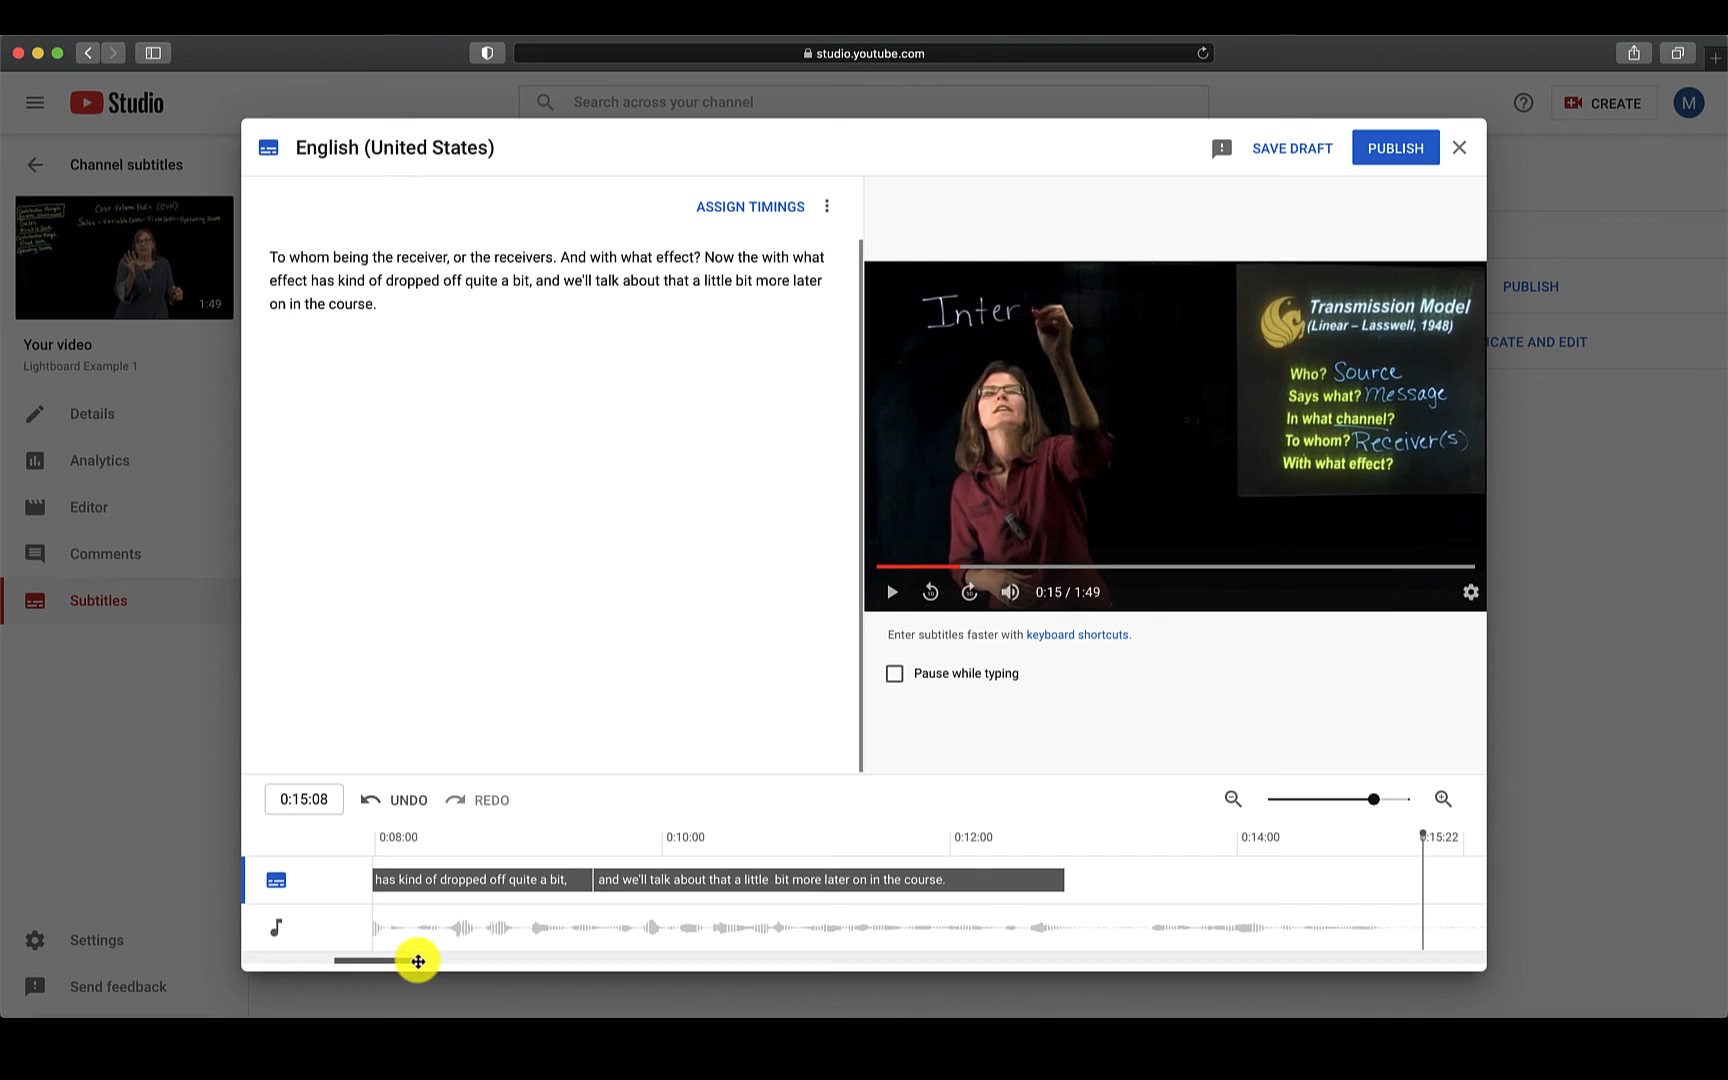 studio.youtube.com
Studio
Search across your channel
CREATE
M
Channel subtitles
English (United States)
SAVE DRAFT
PUBLISH
1:49
Your video
Lightboard Example 1
Details
Analytics
Editor
Comments
Subtitles
Settings
Send feedback
ASSIGN TIMINGS
To whom being the receiver, or the receivers. And with what effect? Now the with what
effect has kind of dropped off quite a bit, and we'll talk about that a little bit more later
on in the course.
Inter
Transmission Model
(Linear – Lasswell, 1948)
Who? Source
Says what? message
In what channel?
To whom? Receiver(s)
With what effect?
0:15 / 1:49
Enter subtitles faster with keyboard shortcuts.
Pause while typing
PUBLISH
ICATE AND EDIT
0:15:08
UNDO
REDO
0:08:00
0:10:00
0:12:00
0:14:00
:15:22
has kind of dropped off quite a bit,
and we'll talk about that a little  bit more later on in the course.